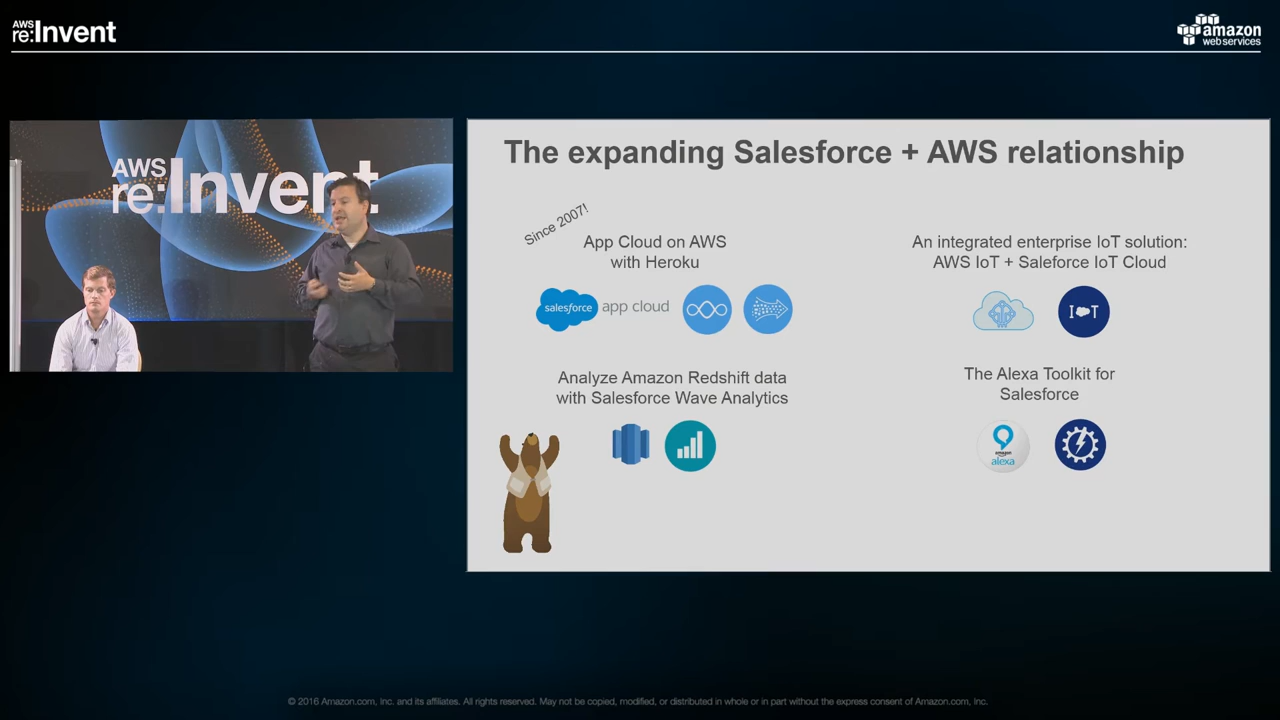 AWS
re:Invent
amazon
webservices
AWS
re:Invent
The expanding Salesforce + AWS relationship
Since 2007!
App Cloud on AWS
with Heroku
salesforce app cloud
An integrated enterprise IoT solution:
AWS IoT + Saleforce IoT Cloud
IoT
Analyze Amazon Redshift data
with Salesforce Wave Analytics
The Alexa Toolkit for
Salesforce
amazon
alexa
© 2016 Amazon.com, Inc. and its affiliates. All rights reserved. May not be copied, modified, or distributed in whole or in part without the express consent of Amazon.com, Inc.